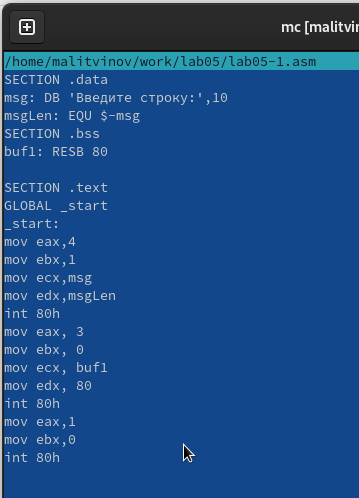 mc [malitvin
/home/malitvinov/work/lab05/lab05-1.asm
SECTION .data
msg: DB 'Введите строку:',10
msgLen: EQU $-msg
SECTION .bss
buf1: RESB 80
SECTION .text
GLOBAL _start
_start:
mov eax,4
mov ebx,1
mov ecx,msg
mov edx,msgLen
int 80h
mov eax, 3
mov ebx, 0
mov ecx, buf1
mov edx, 80
int 80h
mov eax,1
mov ebx,0
int 80h